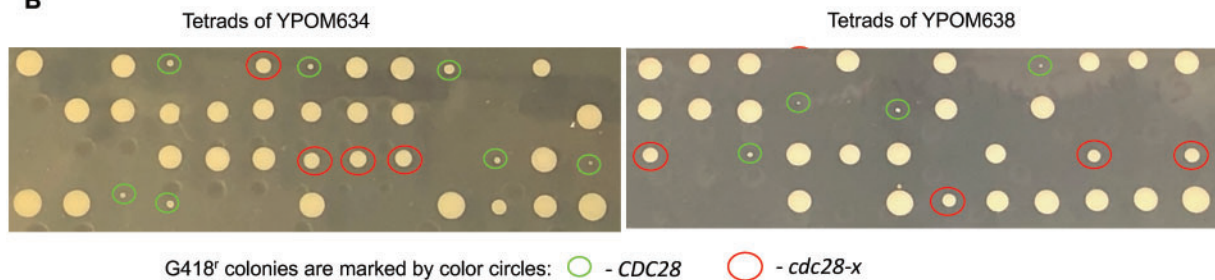 B
Tetrads of YPOM634
Tetrads of YPOM638
G418ʳ colonies are marked by color circles: - CDC28 - cdc28-x